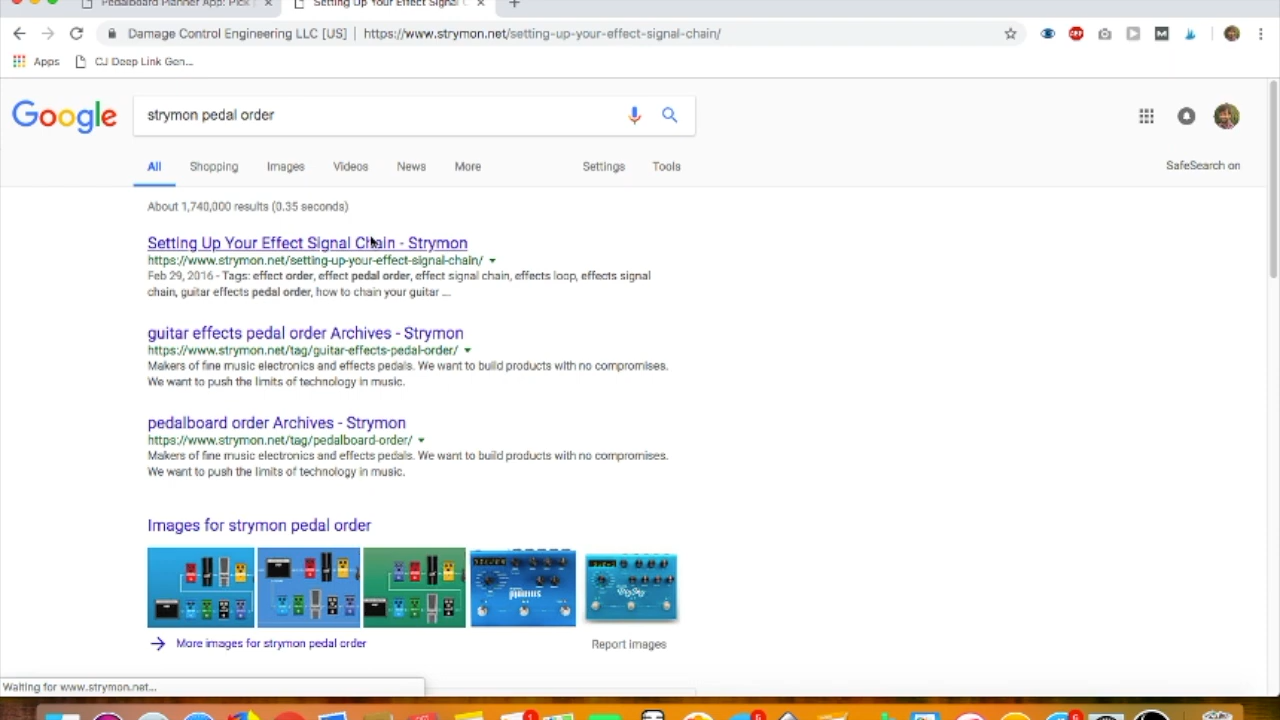 Pedalboard Planner App: Pick
Setting Up Your Effect Signal C
Damage Control Engineering LLC [US] | https://www.strymon.net/setting-up-your-effect-signal-chain/
Apps CJ Deep Link Gen...
Google strymon pedal order
All Shopping Images Videos News More Settings Tools
SafeSearch on
About 1,740,000 results (0.35 seconds)
Setting Up Your Effect Signal Chain - Strymon
https://www.strymon.net/setting-up-your-effect-signal-chain/
Feb 29, 2016 - Tags: effect order, effect pedal order, effect signal chain, effects loop, effects signal
chain, guitar effects pedal order, how to chain your guitar ...
guitar effects pedal order Archives - Strymon
https://www.strymon.net/tag/guitar-effects-pedal-order/
Makers of fine music electronics and effects pedals. We want to build products with no compromises.
We want to push the limits of technology in music.
pedalboard order Archives - Strymon
https://www.strymon.net/tag/pedalboard-order/
Makers of fine music electronics and effects pedals. We want to build products with no compromises.
We want to push the limits of technology in music.
Images for strymon pedal order
More images for strymon pedal order
Report images
Waiting for www.strymon.net...